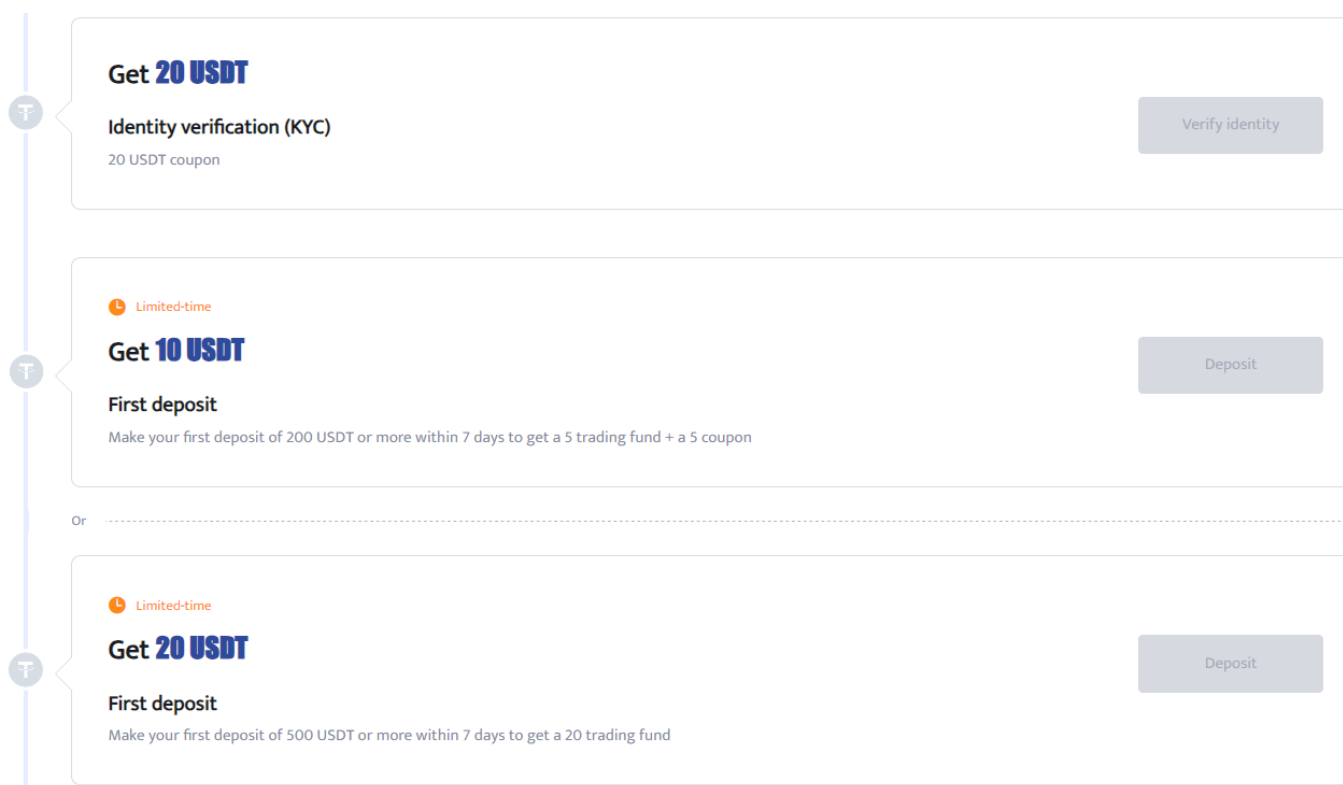 Get 20 USDT
Identity verification (KYC)
20 USDT coupon
Verify identity
Limited-time
Get 10 USDT
First deposit
Make your first deposit of 200 USDT or more within 7 days to get a 5 trading fund + a 5 coupon
Deposit
Or
Limited-time
Get 20 USDT
First deposit
Make your first deposit of 500 USDT or more within 7 days to get a 20 trading fund
Deposit